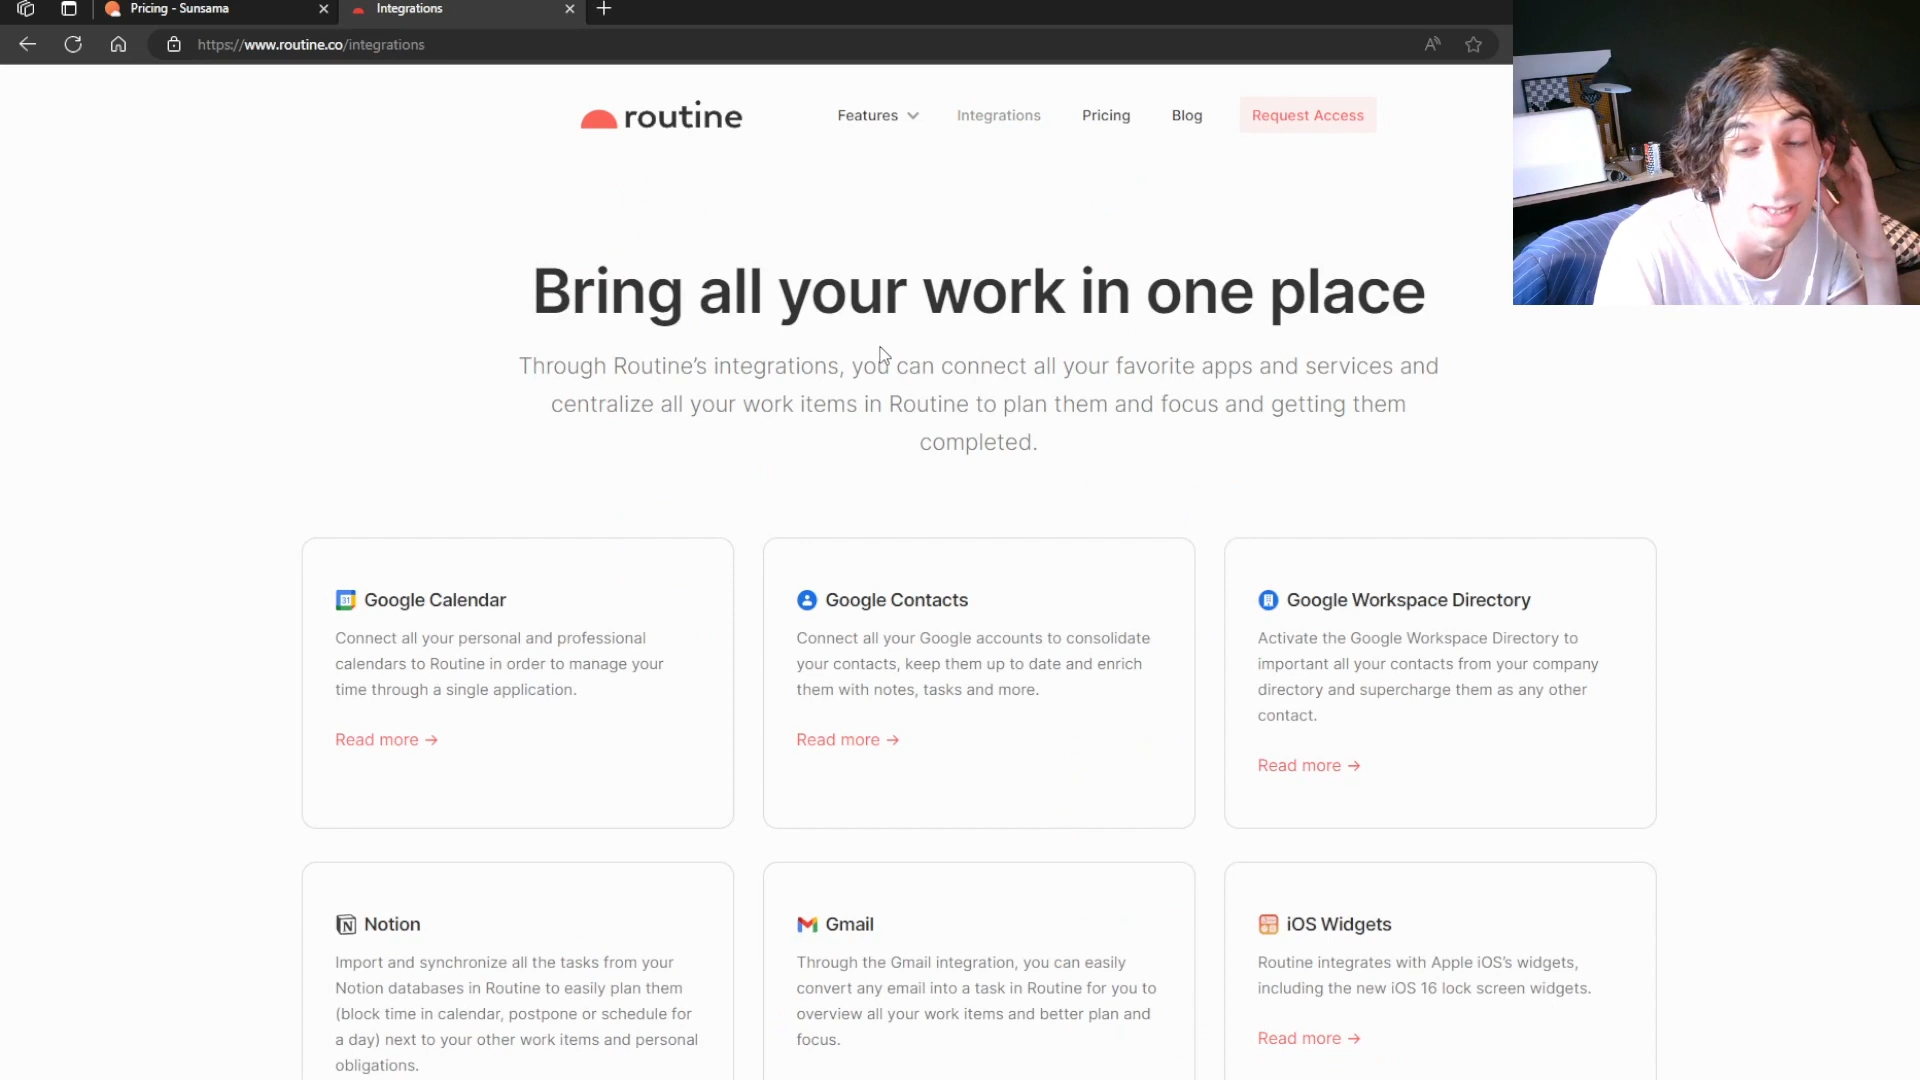 Pricing - Sunsama
Integrations
https://www.routine.co/integrations
routine
Features
Integrations
Pricing
Blog
Request Access
Bring all your work in one place
Through Routine's integrations, you can connect all your favorite apps and services and
centralize all your work items in Routine to plan them and focus and getting them
completed.
Google Calendar
Connect all your personal and professional
calendars to Routine in order to manage your
time through a single application.
Read more →
Google Contacts
Connect all your Google accounts to consolidate
your contacts, keep them up to date and enrich
them with notes, tasks and more.
Read more →
Google Workspace Directory
Activate the Google Workspace Directory to
important all your contacts from your company
directory and supercharge them as any other
contact.
Read more →
Notion
Import and synchronize all the tasks from your
Notion databases in Routine to easily plan them
(block time in calendar, postpone or schedule for
a day) next to your other work items and personal
obligations.
Gmail
Through the Gmail integration, you can easily
convert any email into a task in Routine for you to
overview all your work items and better plan and
focus.
iOS Widgets
Routine integrates with Apple iOS's widgets,
including the new iOS 16 lock screen widgets.
Read more →